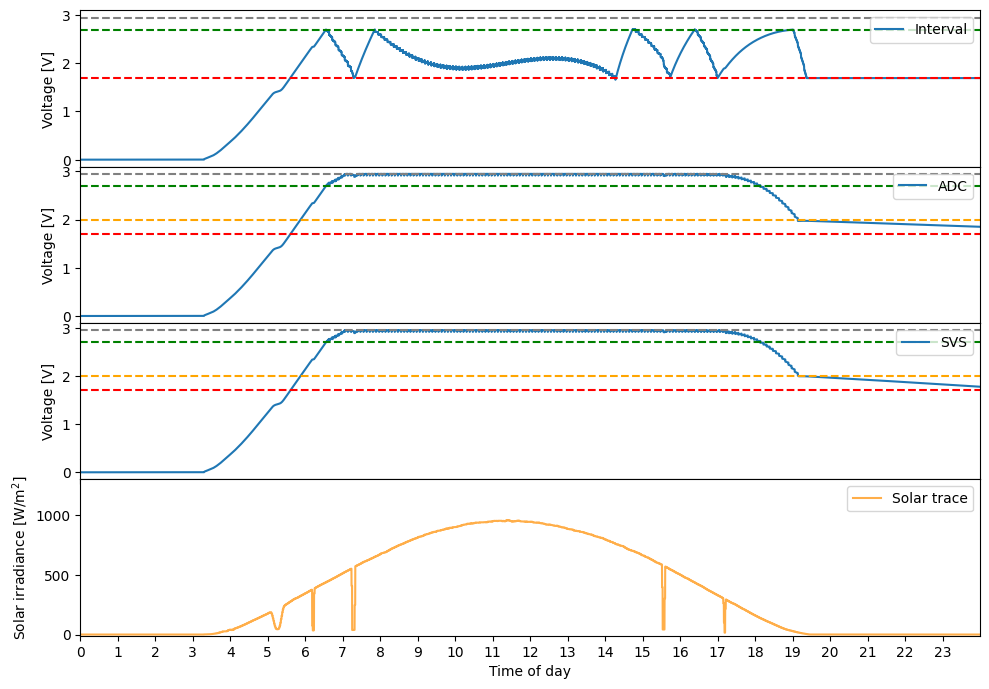 3
2
1
0
Voltage [V]
Interval
3
2
1
0
Voltage [V]
ADC
3
2
1
0
Voltage [V]
SVS
1000
500
0
Solar irradiance [W/m²]
Solar trace
0 1 2 3 4 5 6 7 8 9 10 11 12 13 14 15 16 17 18 19 20 21 22 23
Time of day